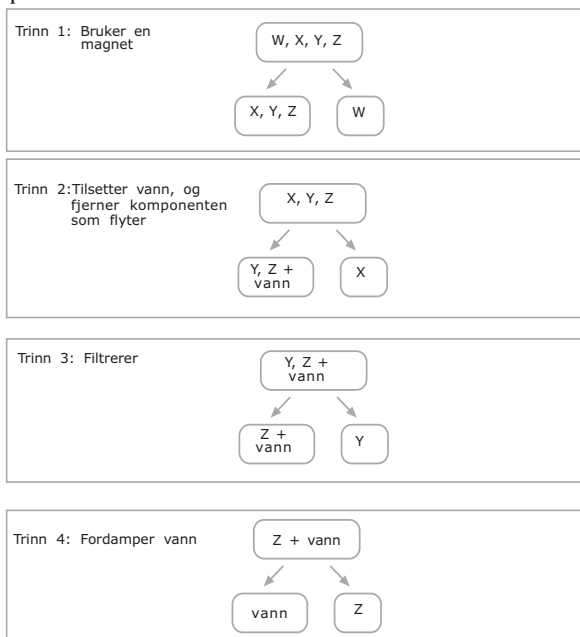 Trinn 1: Bruker en
magnet
W, X, Y, Z
X, Y, Z
W
Trinn 2:Tilsetter vann, og
fjerner komponenten
som flyter
X, Y, Z
Y, Z +
vann
X
Trinn 3: Filtrerer
Y, Z +
vann
Z +
vann
Y
Trinn 4: Fordamper vann
Z + vann
vann
Z